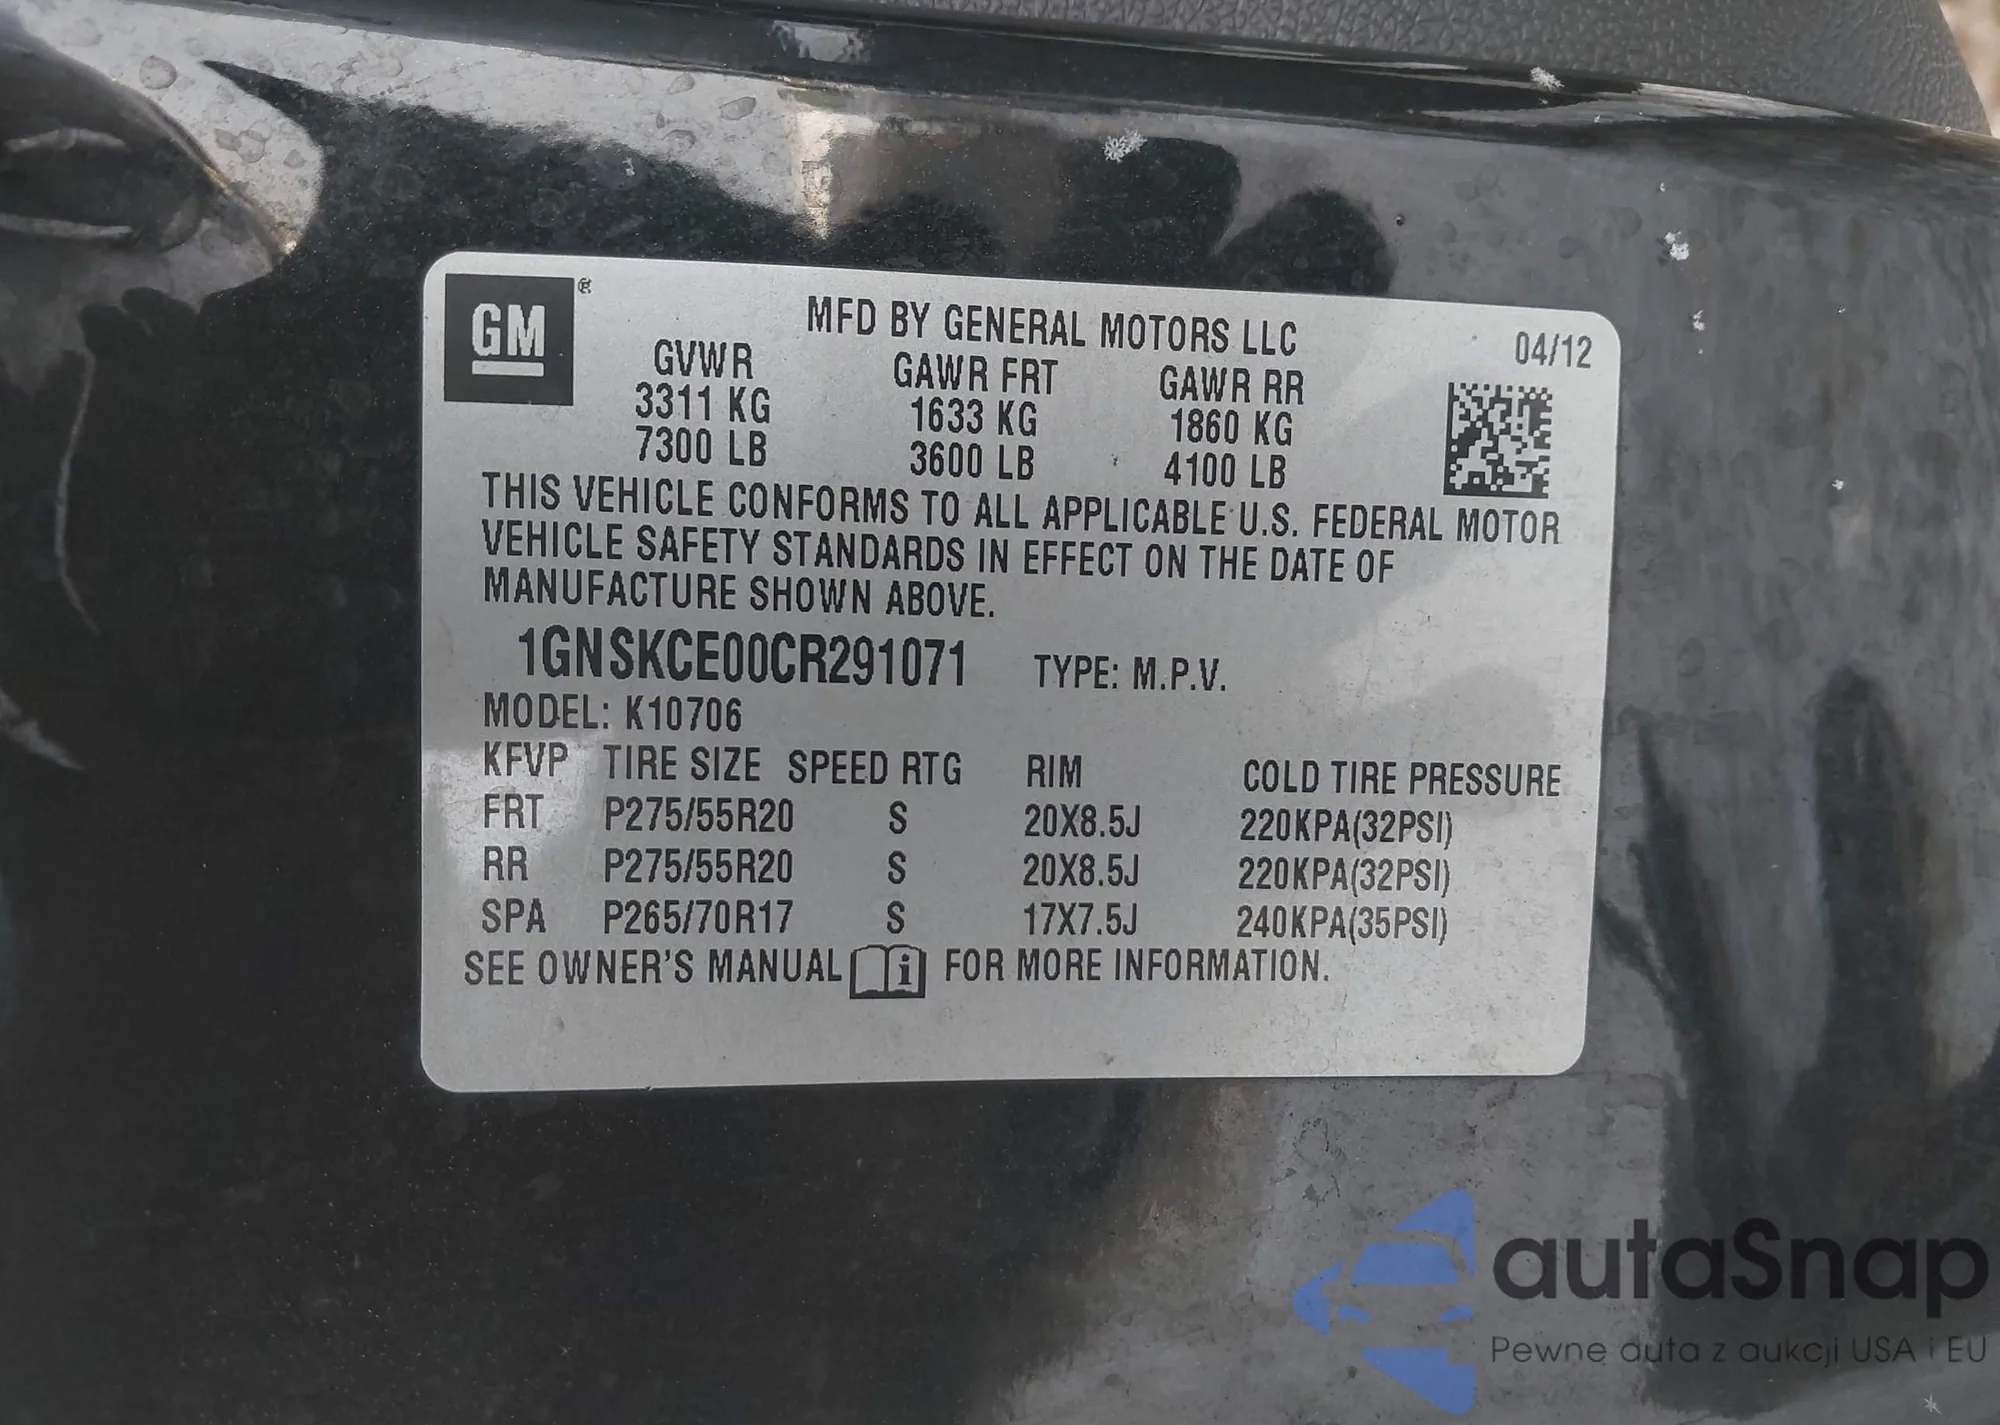 GM ®
MFD BY GENERAL MOTORS LLC 04/12
GVWR GAWR FRT GAWR RR
3311 KG 1633 KG 1860 KG
7300 LB 3600 LB 4100 LB
THIS VEHICLE CONFORMS TO ALL APPLICABLE U.S. FEDERAL MOTOR
VEHICLE SAFETY STANDARDS IN EFFECT ON THE DATE OF
MANUFACTURE SHOWN ABOVE.
1GNSKCE00CR291071 TYPE: M.P.V.
MODEL: K10706
KFVP TIRE SIZE SPEED RTG RIM COLD TIRE PRESSURE
FRT P275/55R20 S 20X8.5J 220KPA(32PSI)
RR P275/55R20 S 20X8.5J 220KPA(32PSI)
SPA P265/70R17 S 17X7.5J 240KPA(35PSI)
SEE OWNER'S MANUAL i FOR MORE INFORMATION.
autaSnap
Pewne auta z aukcji USA i EU